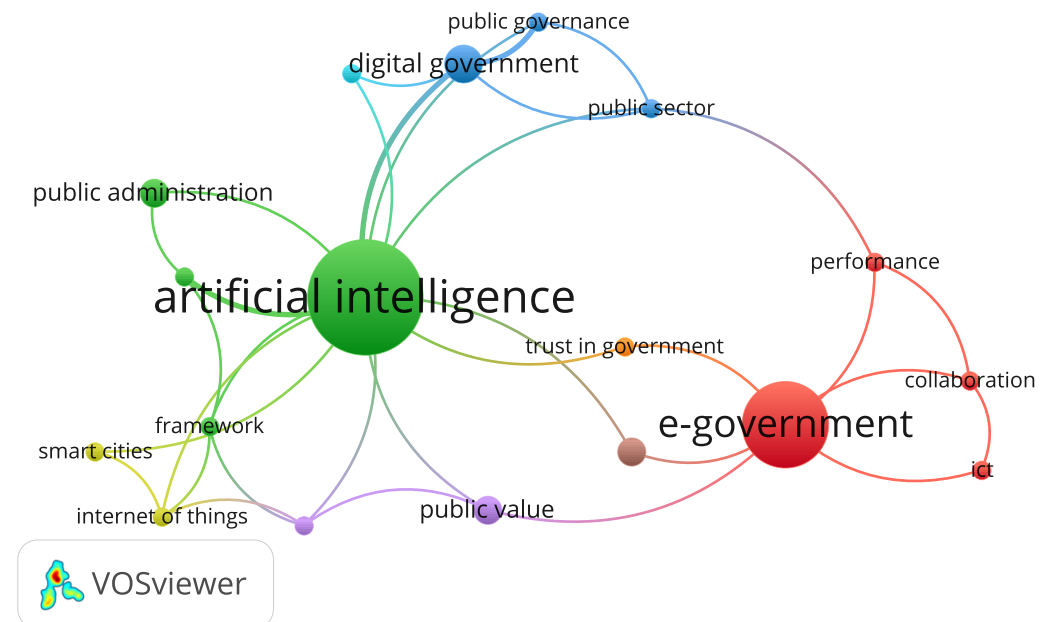 public governance
digital government
public sector
public administration
performance
artificial intelligence
trust in government
collaboration
e-government
framework
smart cities
ict
public value
internet of things
VOSviewer